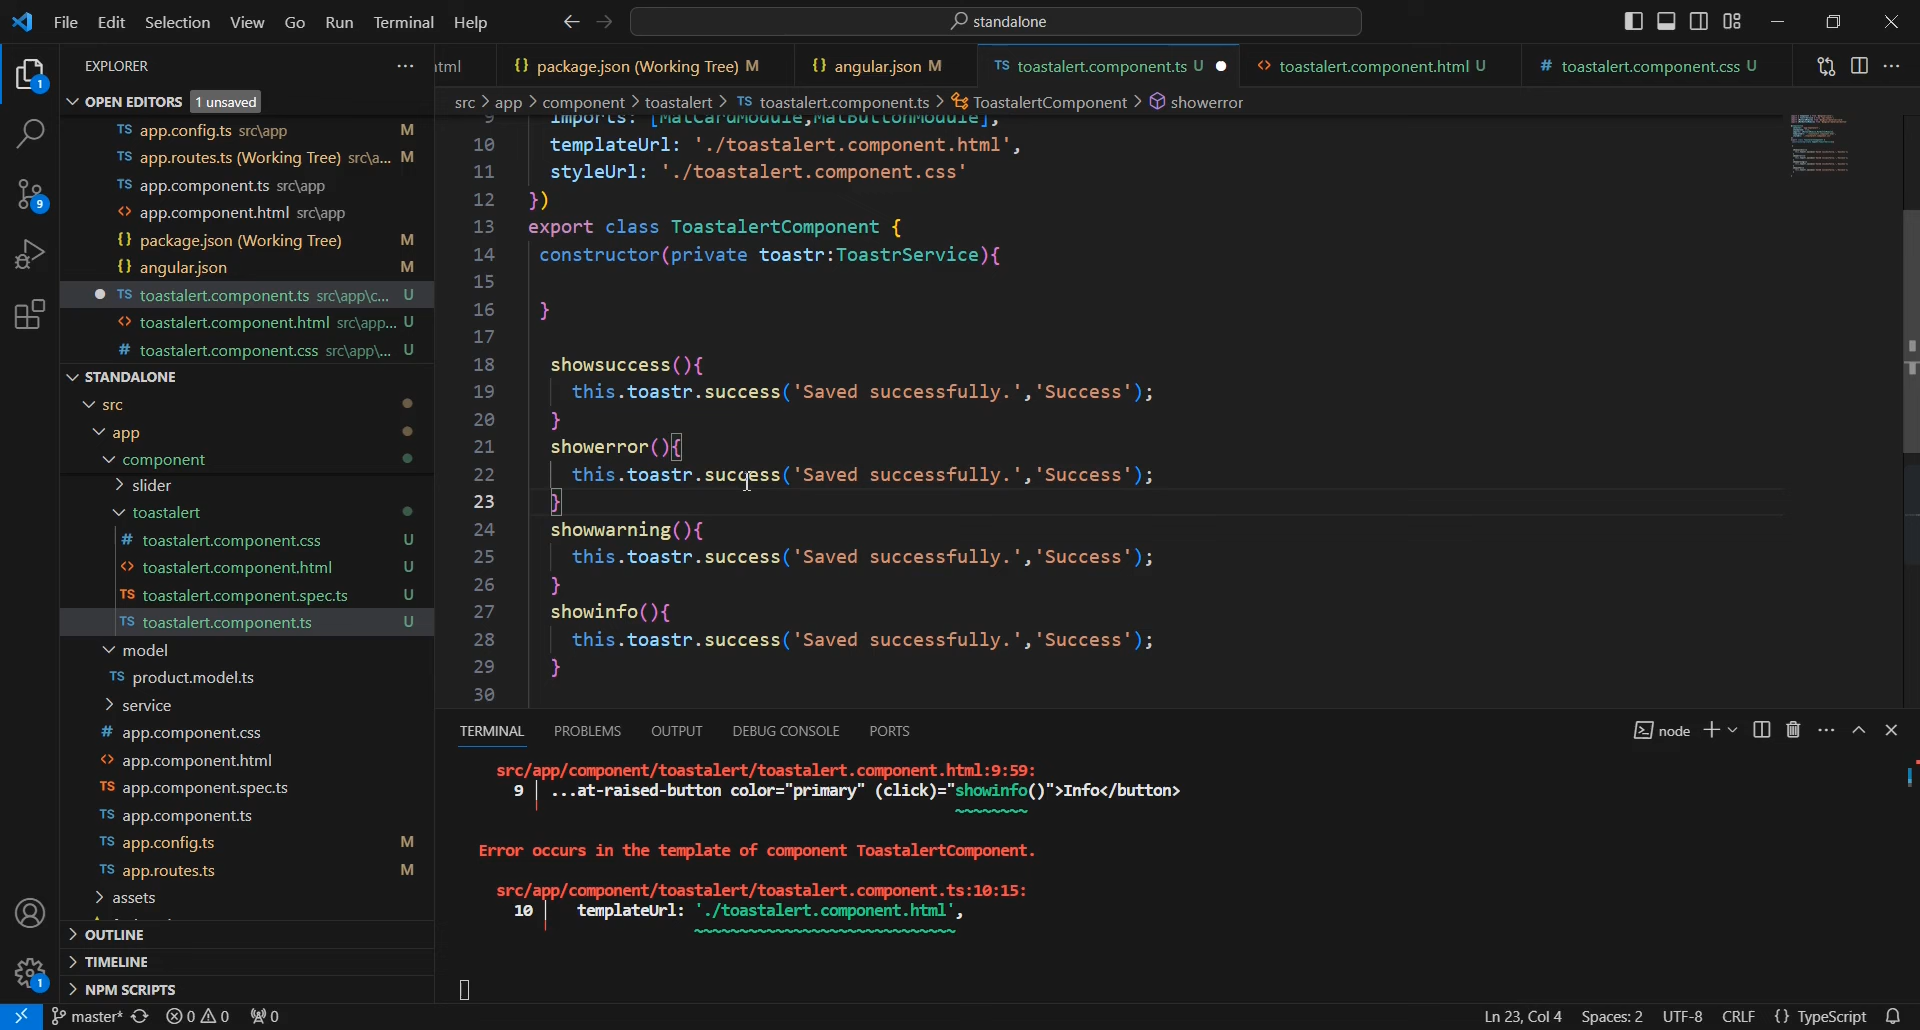 File Edit Selection View Go Run Terminal Help
standalone
EXPLORER
OPEN EDITORS 1 unsaved
TS app.config.ts src\app M
TS app.routes.ts (Working Tree) src\a... M
TS app.component.ts src\app
<> app.component.html src\app
{} package.json (Working Tree) M
{} angular.json M
TS toastalert.component.ts src\app\c... U
<> toastalert.component.html src\app... U
# toastalert.component.css src\app\... U
STANDALONE
src
app
component
slider
toastalert
# toastalert.component.css U
<> toastalert.component.html U
TS toastalert.component.spec.ts U
TS toastalert.component.ts U
model
TS product.model.ts
service
# app.component.css
<> app.component.html
TS app.component.spec.ts
TS app.component.ts
TS app.config.ts M
TS app.routes.ts M
assets
OUTLINE
TIMELINE
NPM SCRIPTS
{} package.json (Working Tree) M {} angular.json M TS toastalert.component.ts U <> toastalert.component.html U # toastalert.component.css U
src > app > component > toastalert > TS toastalert.component.ts > ToastalertComponent > showerror
9 imports: [MatCardModule,MatButtonModule],
10 templateUrl: './toastalert.component.html',
11 styleUrl: './toastalert.component.css'
12 })
13 export class ToastalertComponent {
14 constructor(private toastr:ToastrService){
15
16 }
17
18 showsuccess(){
19 this.toastr.success('Saved successfully.','Success');
20 }
21 showerror(){
22 this.toastr.success('Saved successfully.','Success');
23 }
24 showwarning(){
25 this.toastr.success('Saved successfully.','Success');
26 }
27 showinfo(){
28 this.toastr.success('Saved successfully.','Success');
29 }
30
TERMINAL PROBLEMS OUTPUT DEBUG CONSOLE PORTS
node
src/app/component/toastalert/toastalert.component.html:9:59:
9 │ ...at-raised-button color="primary" (click)="showinfo()">Info</button>
Error occurs in the template of component ToastalertComponent.
src/app/component/toastalert/toastalert.component.ts:10:15:
10 │ templateUrl: './toastalert.component.html',
master* 0 0 0
Ln 23, Col 4 Spaces: 2 UTF-8 CRLF {} TypeScript
1
9
1